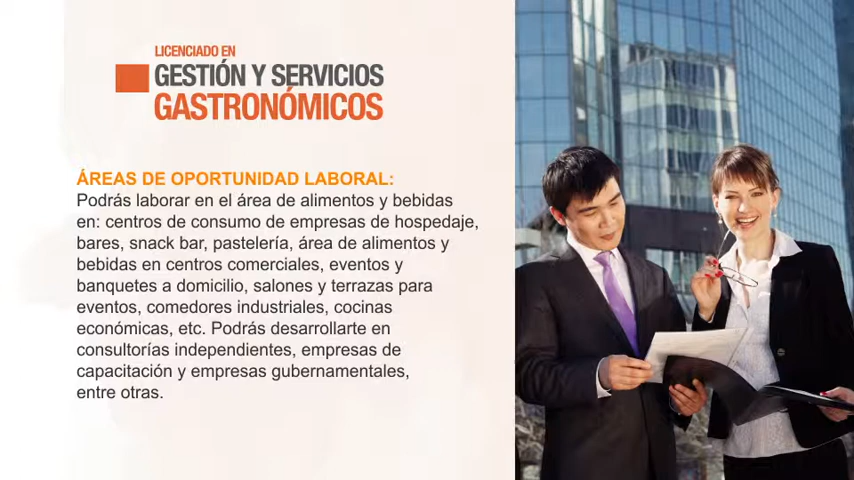 LICENCIADO EN
GESTIÓN Y SERVICIOS
GASTRONÓMICOS
ÁREAS DE OPORTUNIDAD LABORAL:
Podrás laborar en el área de alimentos y bebidas
en: centros de consumo de empresas de hospedaje,
bares, snack bar, pastelería, área de alimentos y
bebidas en centros comerciales, eventos y
banquetes a domicilio, salones y terrazas para
eventos, comedores industriales, cocinas
económicas, etc. Podrás desarrollarte en
consultorías independientes, empresas de
capacitación y empresas gubernamentales,
entre otras.